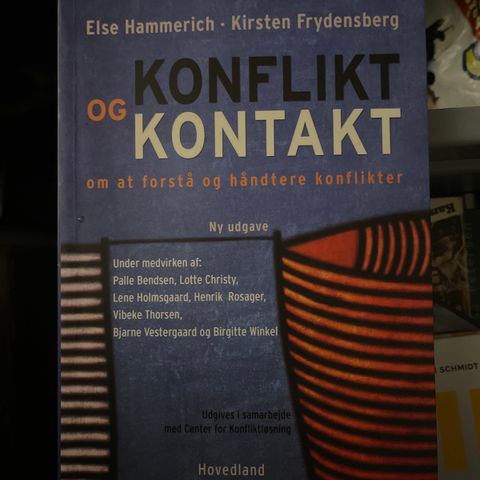 Else Hammerich · Kirsten Frydensberg
KONFLIKT
OG KONTAKT
om at forstå og håndtere konflikter
Ny udgave
Under medvirken af:
Palle Bendsen, Lotte Christy,
Lene Holmsgaard, Henrik Rosager,
Vibeke Thorsen,
Bjarne Vestergaard og Birgitte Winkel
Udgives i samarbejde
med Center for Konfliktløsning
Hovedland
SCHMIDT